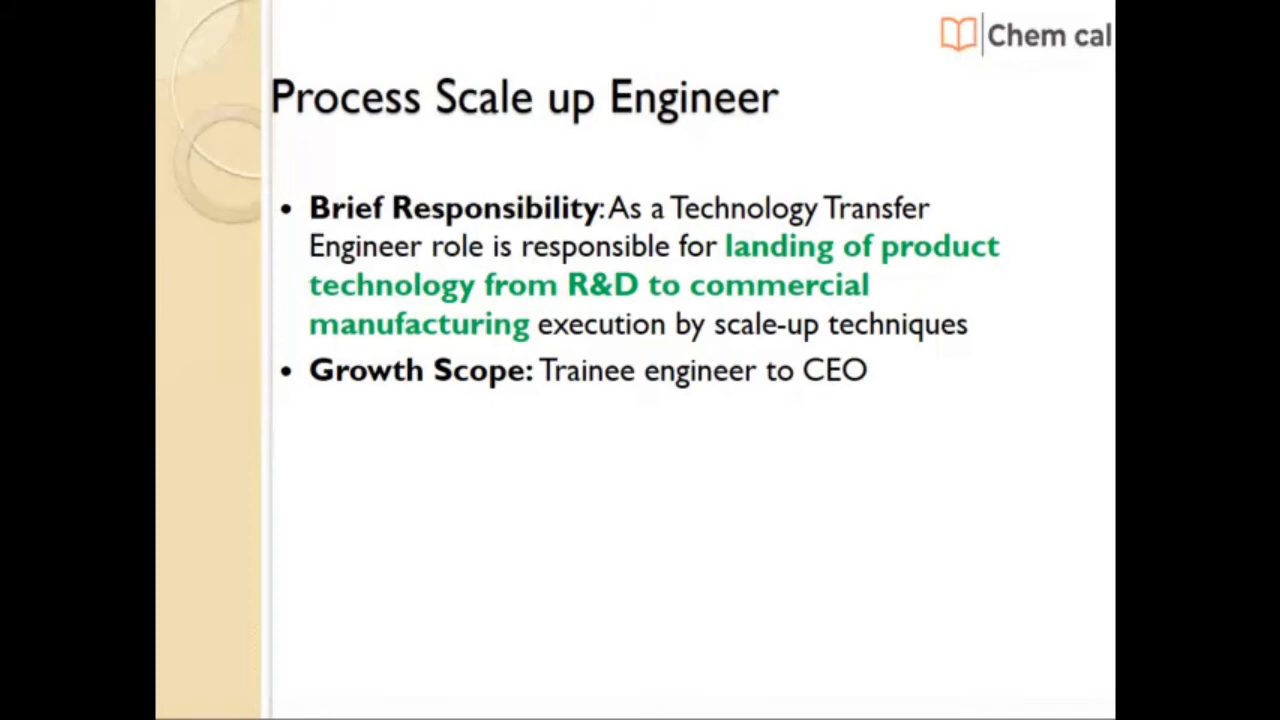 Chem cal
Process Scale up Engineer
• Brief Responsibility: As a Technology Transfer
Engineer role is responsible for landing of product
technology from R&D to commercial
manufacturing execution by scale-up techniques
• Growth Scope: Trainee engineer to CEO